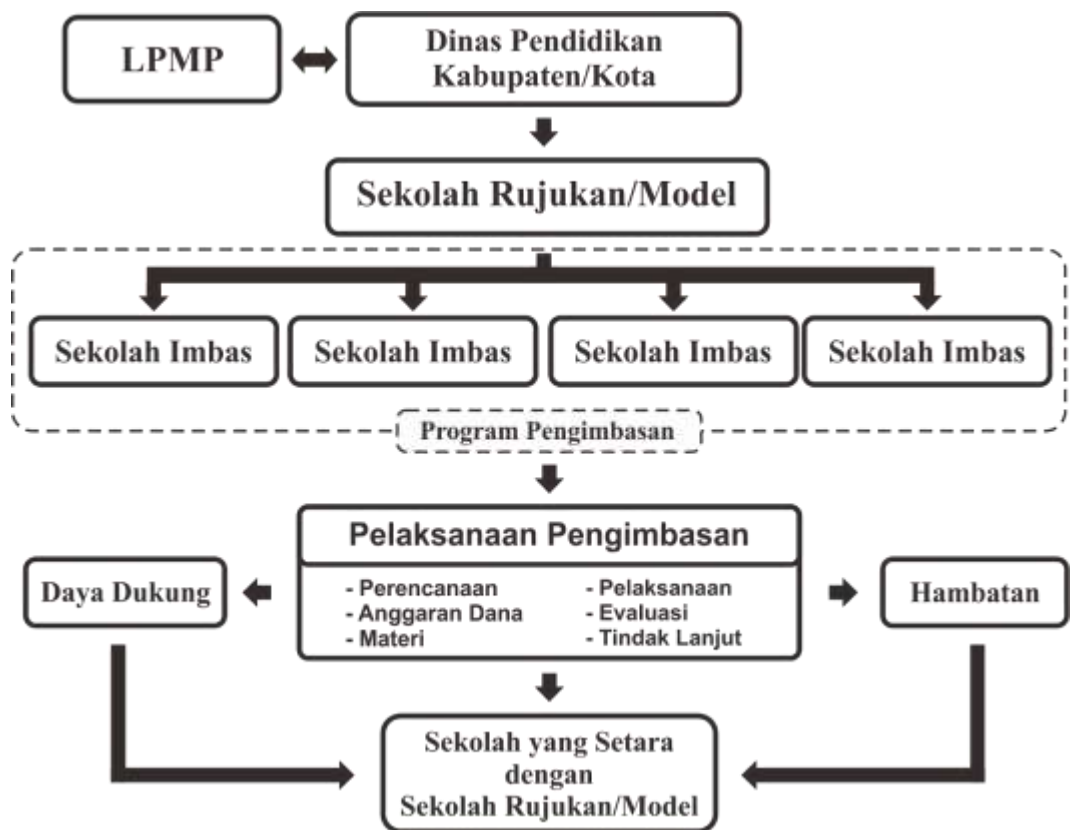 LPMP
Dinas Pendidikan
Kabupaten/Kota
Sekolah Rujukan/Model
Sekolah Imbas
Sekolah Imbas
Sekolah Imbas
Sekolah Imbas
Program Pengimbasan
Pelaksanaan Pengimbasan
- Perencanaan
- Anggaran Dana
- Materi
- Pelaksanaan
- Evaluasi
- Tindak Lanjut
Daya Dukung
Hambatan
Sekolah yang Setara
dengan
Sekolah Rujukan/Model